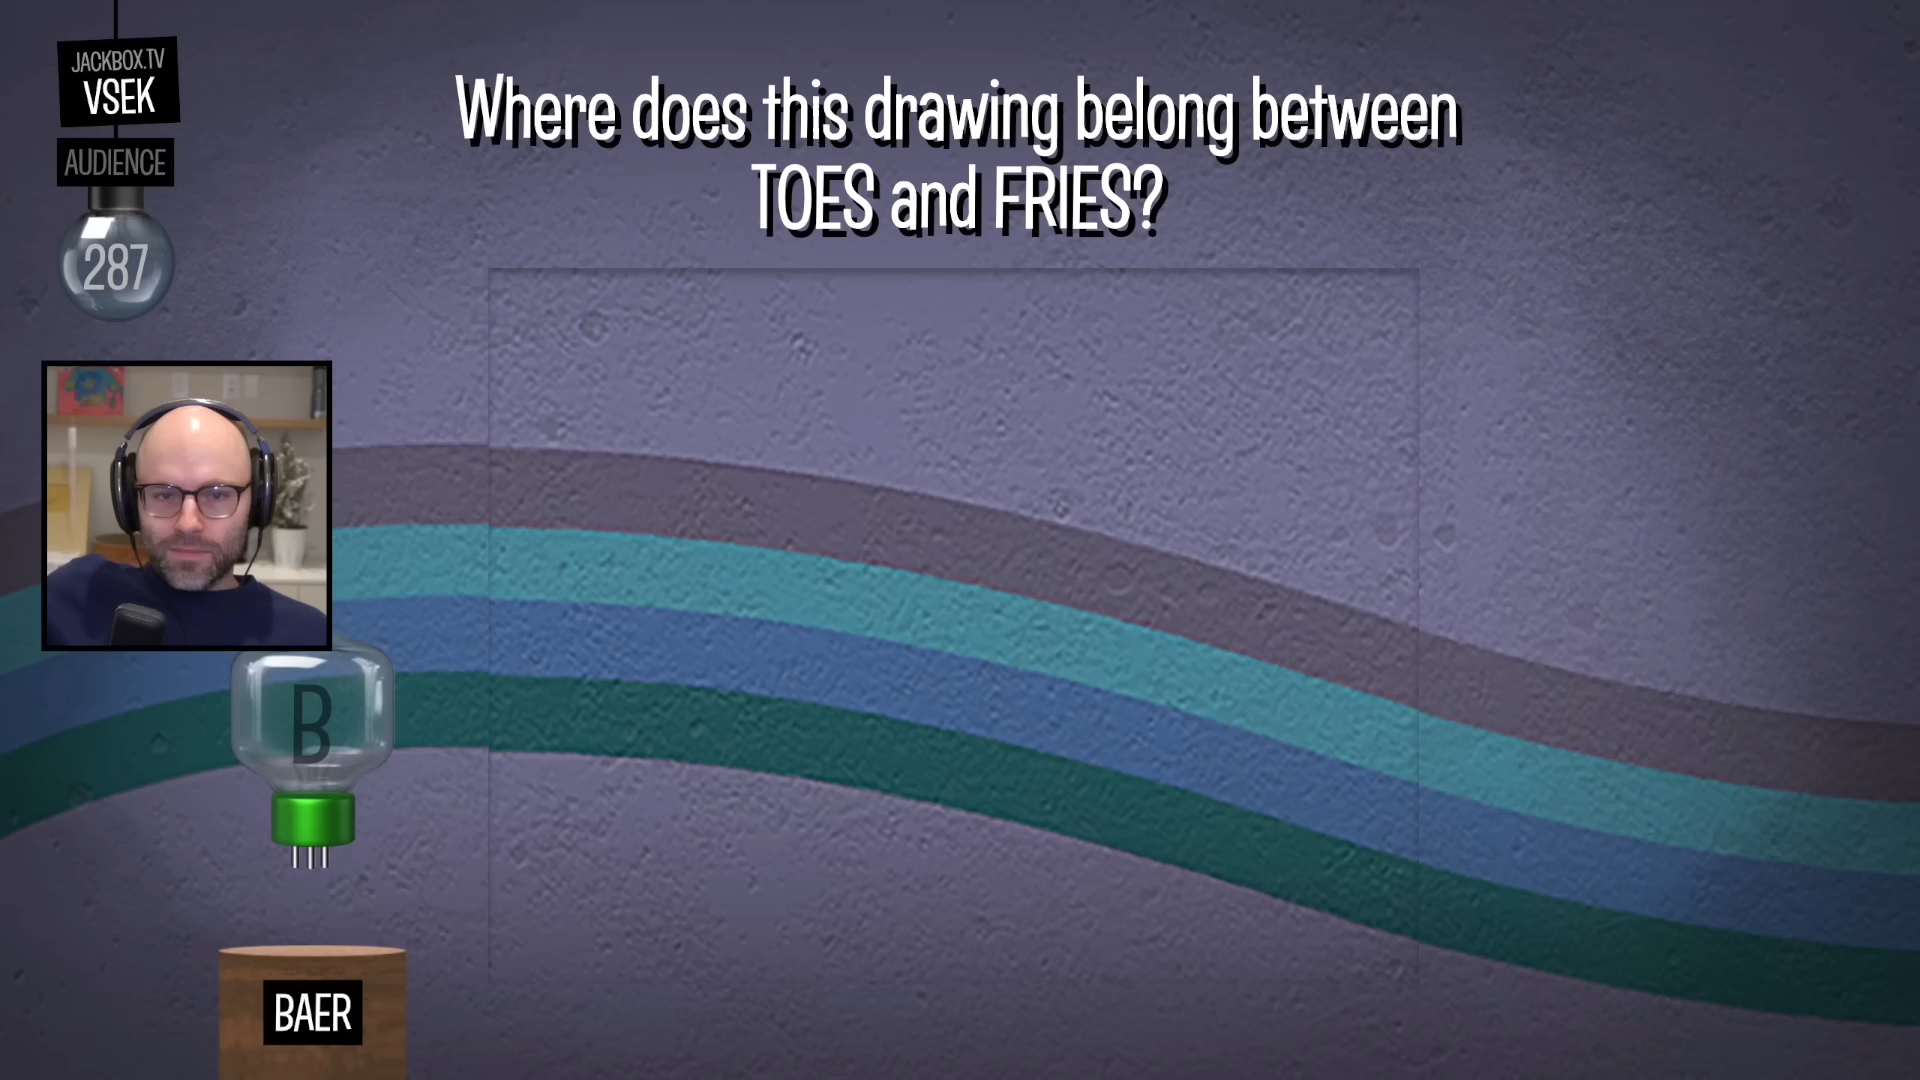 JACKBOX.TV
VSEK
AUDIENCE
287
Where does this drawing belong between
TOES and FRIES?
B
BAER